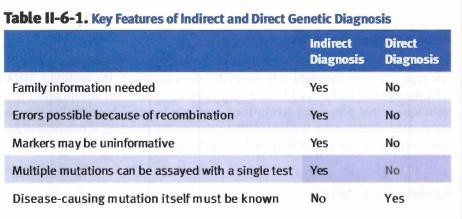 Table II-6-1. Key Features of Indirect and Direct Genetic Diagnosis
Indirect Diagnosis Direct Diagnosis
Family information needed Yes No
Errors possible because of recombination Yes No
Markers may be uninformative Yes No
Multiple mutations can be assayed with a single test Yes No
Disease-causing mutation itself must be known No Yes